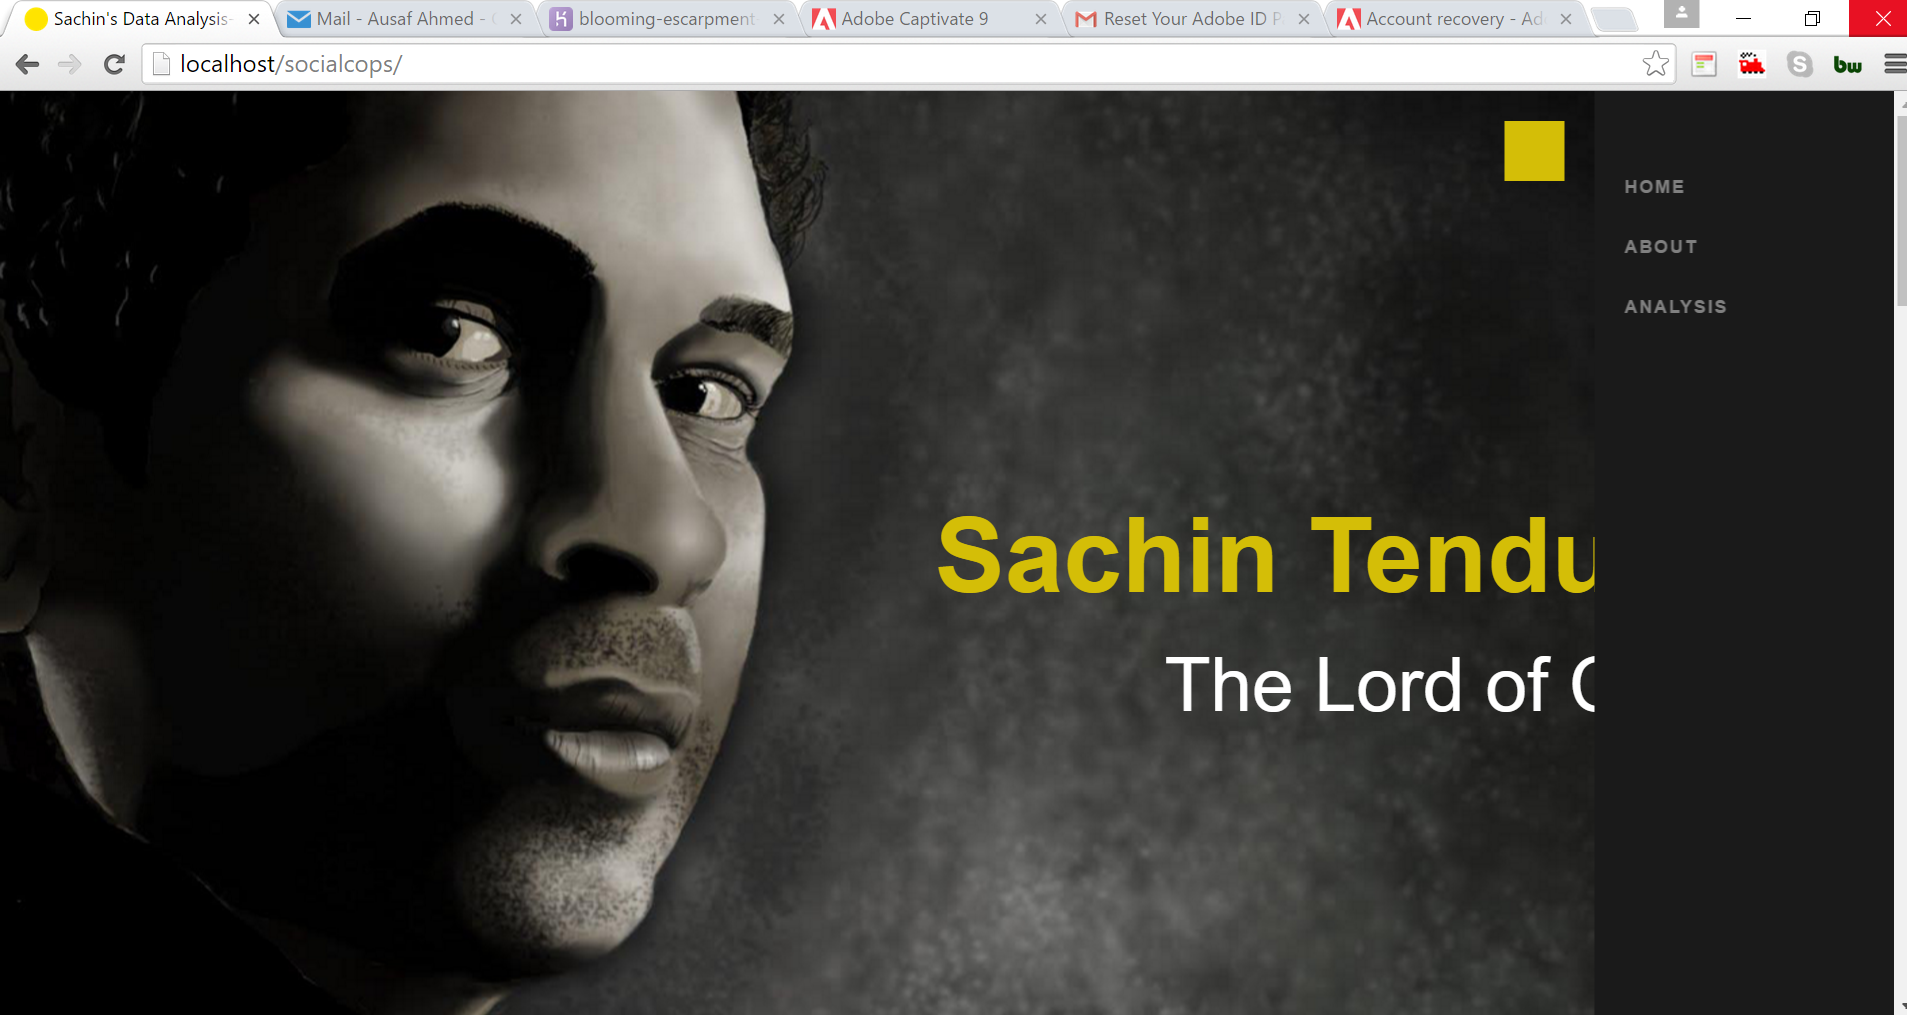 Sachin's Data Analysis-
Mail - Ausaf Ahmed -
blooming-escarpment
Adobe Captivate 9
Reset Your Adobe ID P
Account recovery - Ad
localhost/socialcops/
S
bw
HOME
ABOUT
ANALYSIS
Sachin Tendu
The Lord of C